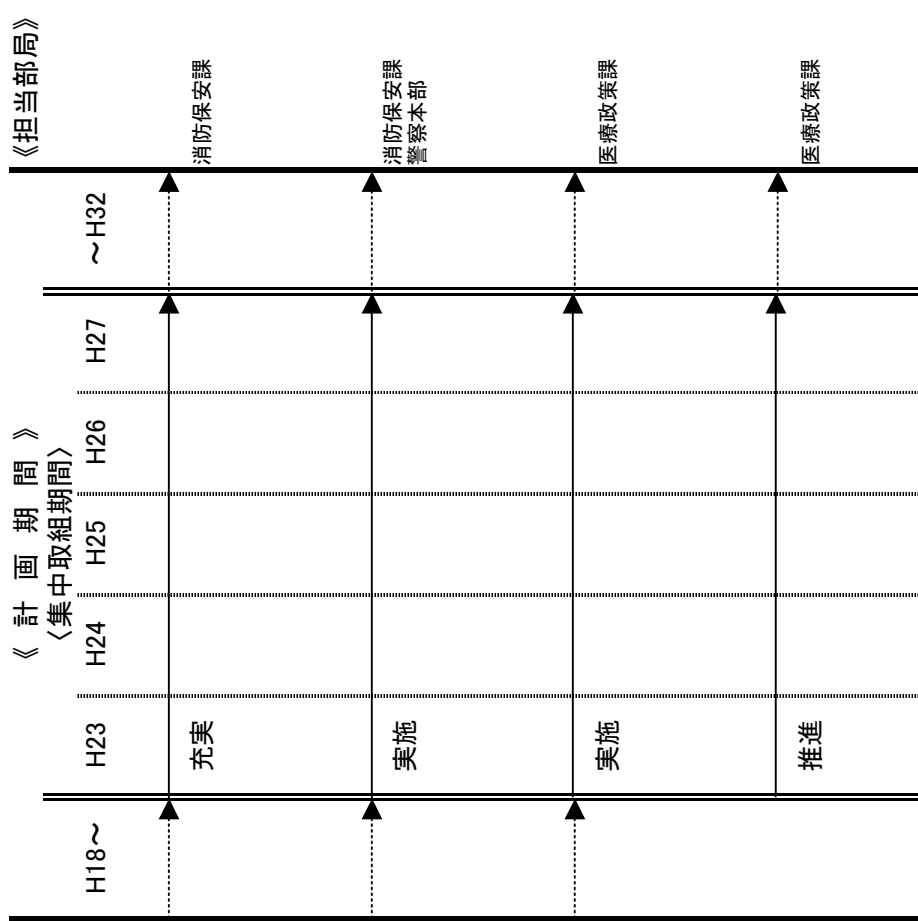 《 計 画 期 間 》
《担当部局》
〈集中取組期間〉
H18～
H23
H24
H25
H26
H27
～H32
充実
消防保安課
実施
消防保安課
警察本部
実施
医療政策課
推進
医療政策課